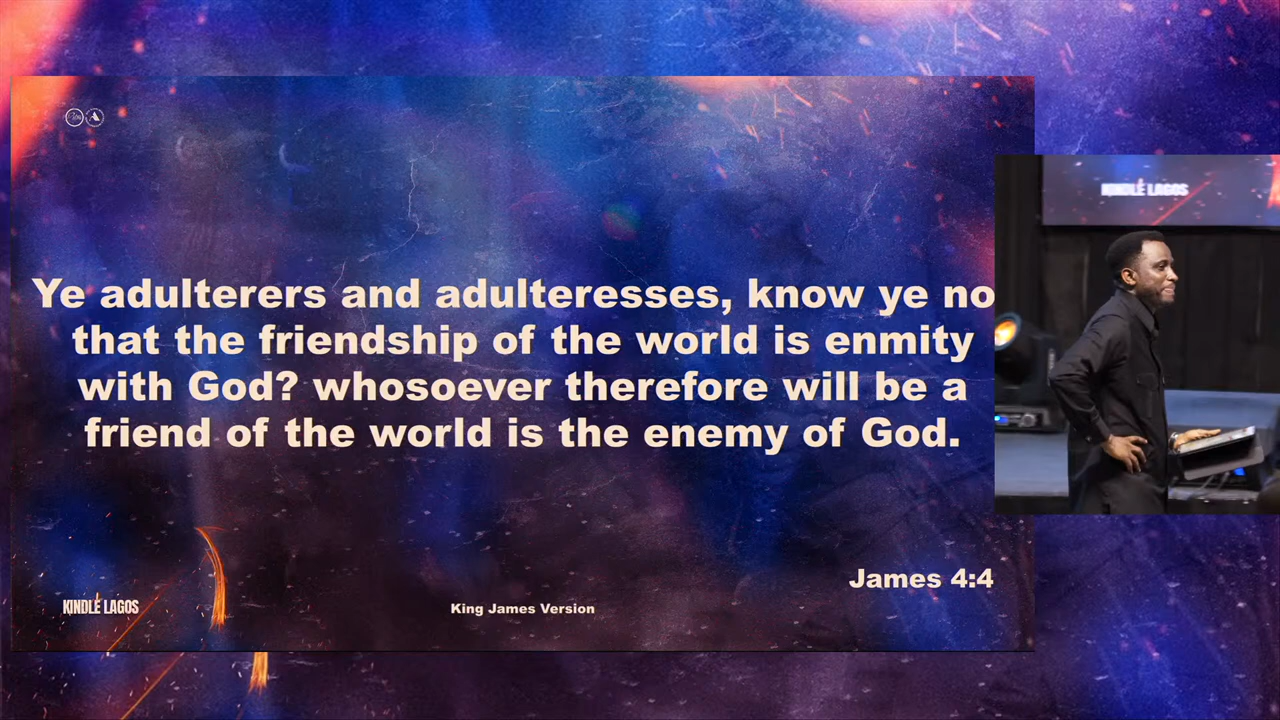 Ye adulterers and adulteresses, know ye no
that the friendship of the world is enmity
with God? whosoever therefore will be a
friend of the world is the enemy of God.
James 4:4
King James Version
KINDLE LAGOS
KINDLE LAGOS